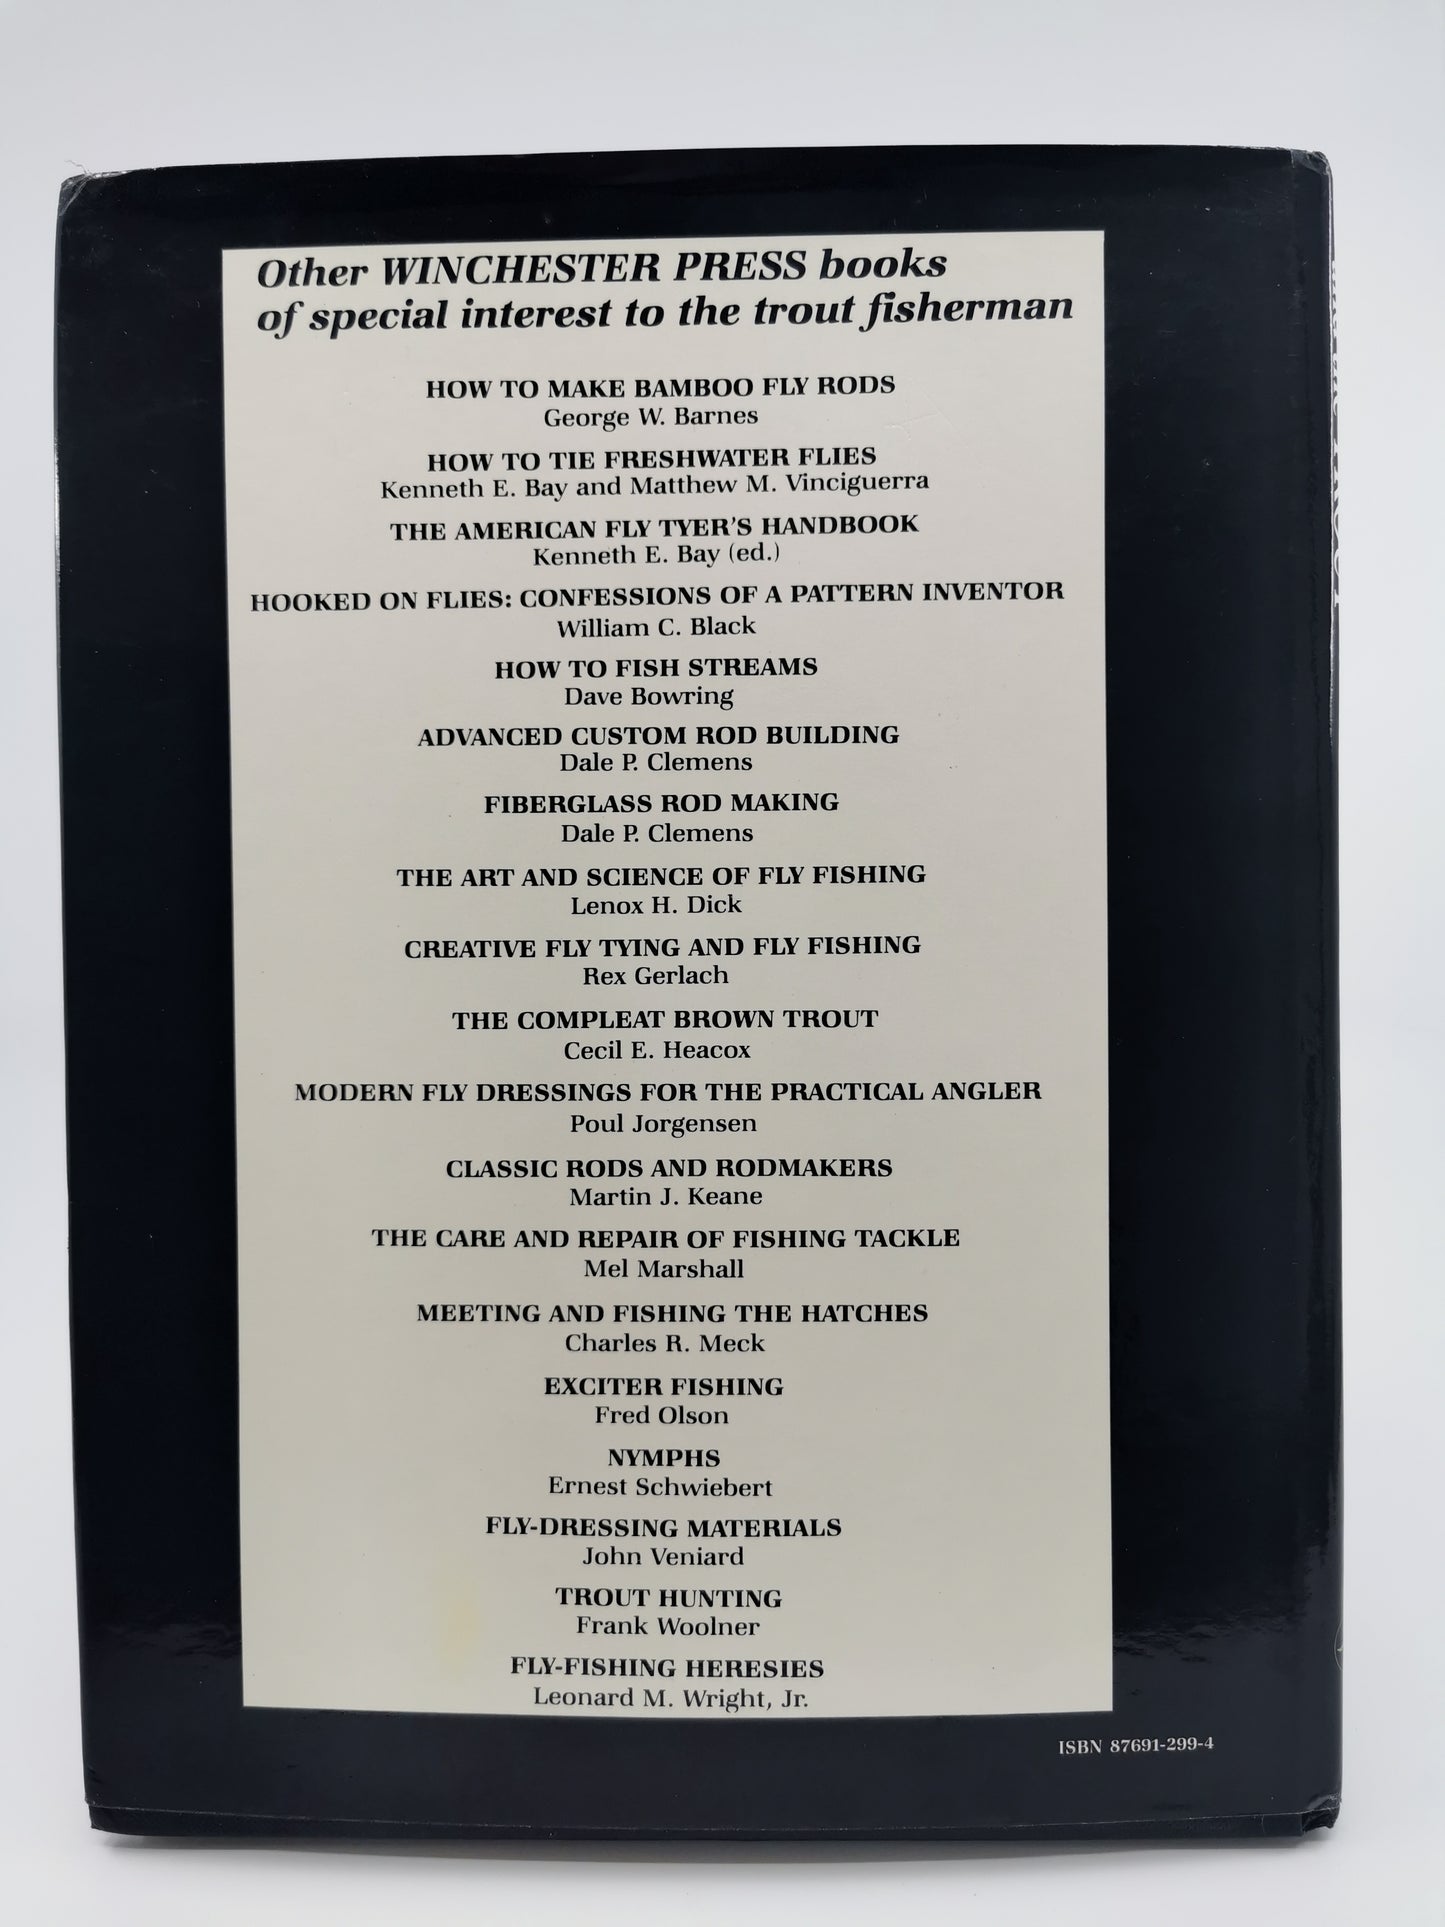 Other WINCHESTER PRESS books
of special interest to the trout fisherman
HOW TO MAKE BAMBOO FLY RODS
George W. Barnes
HOW TO TIE FRESHWATER FLIES
Kenneth E. Bay and Matthew M. Vinciguerra
THE AMERICAN FLY TYER'S HANDBOOK
Kenneth E. Bay (ed.)
HOOKED ON FLIES: CONFESSIONS OF A PATTERN INVENTOR
William C. Black
HOW TO FISH STREAMS
Dave Bowring
ADVANCED CUSTOM ROD BUILDING
Dale P. Clemens
FIBERGLASS ROD MAKING
Dale P. Clemens
THE ART AND SCIENCE OF FLY FISHING
Lenox H. Dick
CREATIVE FLY TYING AND FLY FISHING
Rex Gerlach
THE COMPLEAT BROWN TROUT
Cecil E. Heacox
MODERN FLY DRESSINGS FOR THE PRACTICAL ANGLER
Poul Jorgensen
CLASSIC RODS AND RODMAKERS
Martin J. Keane
THE CARE AND REPAIR OF FISHING TACKLE
Mel Marshall
MEETING AND FISHING THE HATCHES
Charles R. Meck
EXCITER FISHING
Fred Olson
NYMPHS
Ernest Schwiebert
FLY-DRESSING MATERIALS
John Veniard
TROUT HUNTING
Frank Woolner
FLY-FISHING HERESIES
Leonard M. Wright, Jr.
ISBN 87691-299-4